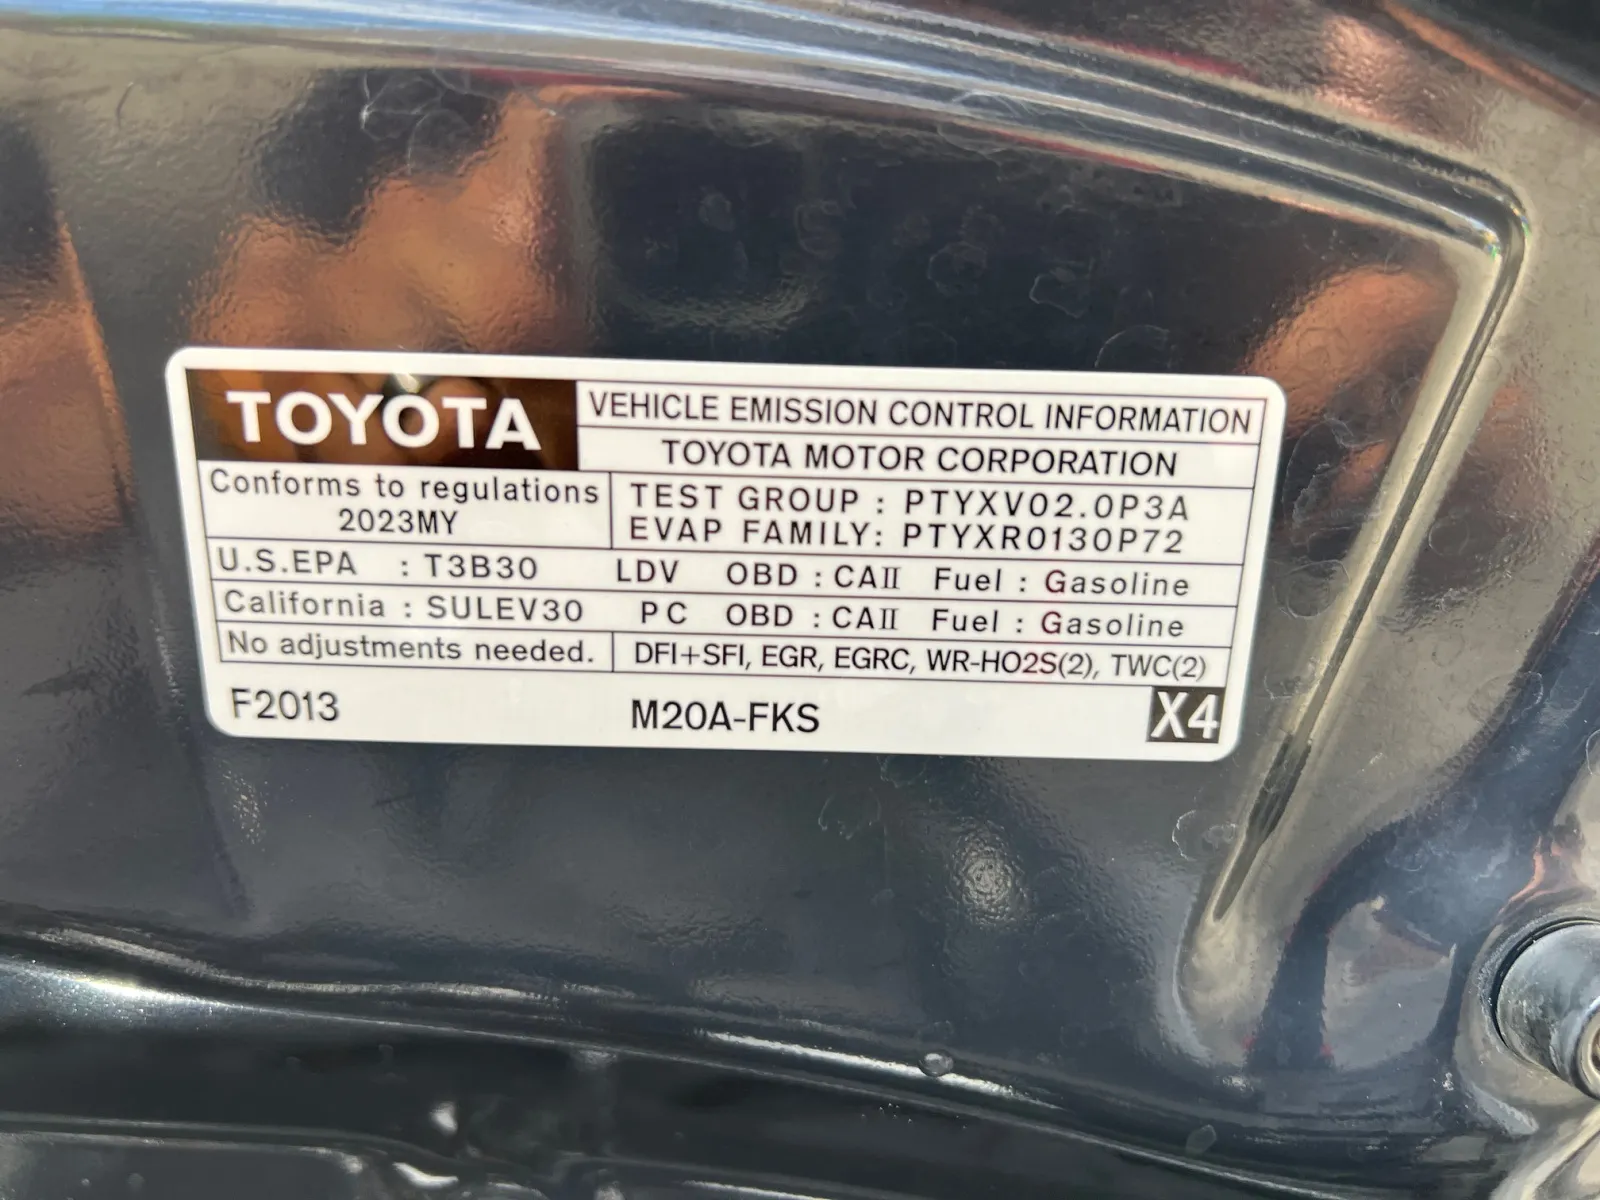 TOYOTA
VEHICLE EMISSION CONTROL INFORMATION
TOYOTA MOTOR CORPORATION
Conforms to regulations
2023MY
TEST GROUP : PTYXV02.0P3A
EVAP FAMILY: PTYXR0130P72
U.S.EPA : T3B30 LDV OBD : CAII Fuel : Gasoline
California : SULEV30 PC OBD : CAII Fuel : Gasoline
No adjustments needed. DFI+SFI, EGR, EGRC, WR-HO2S(2), TWC(2)
F2013 M20A-FKS X4